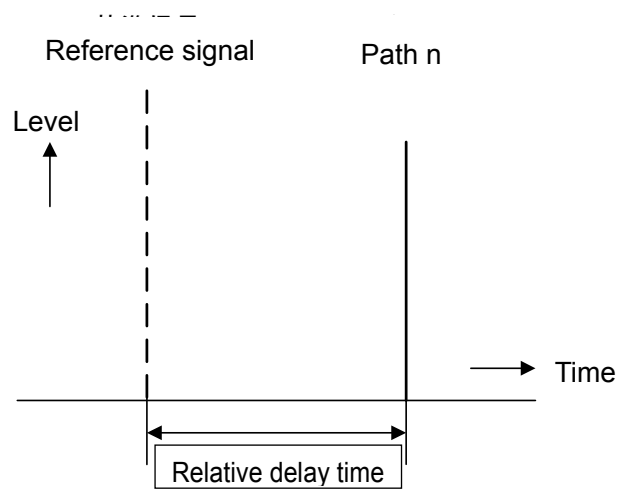 Reference signal
Path n
Level
Time
Relative delay time